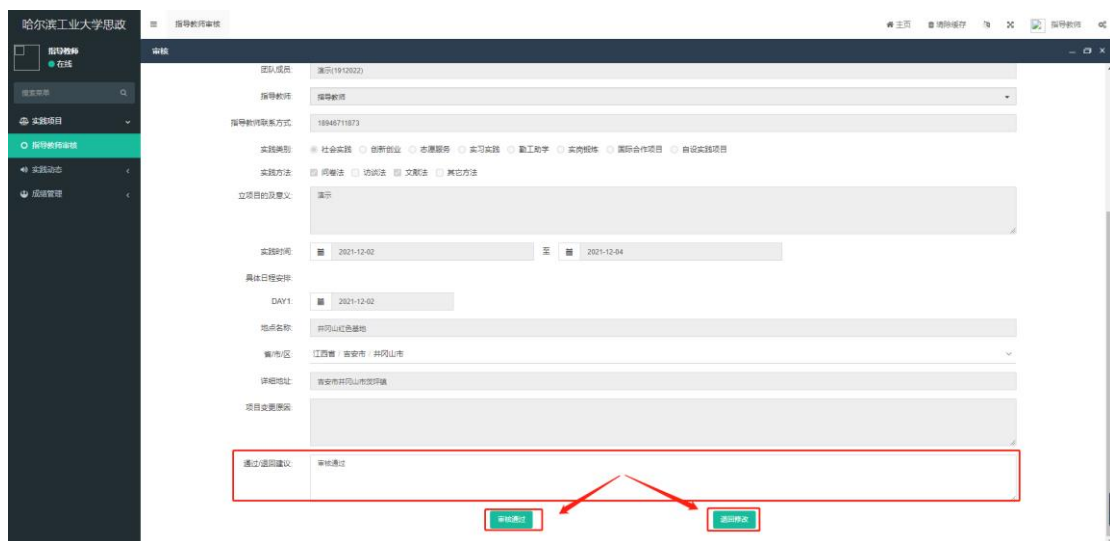 哈尔滨工业大学思政
指导教师审核
主页
清除缓存
指导教师
指导教师
在线
审核
搜索菜单
实践项目
指导教师审核
实践动态
成绩管理
团队成员: 演示(1912022)
指导教师: 指导教师
指导教师联系方式: 18946711873
实践类别: 社会实践 创新创业 志愿服务 实习实践 勤工助学 实岗锻炼 国际合作项目 自设实践项目
实践方法: 问卷法 访谈法 文献法 其它方法
立项目的及意义: 演示
实践时间: 2021-12-02 至 2021-12-04
具体日程安排:
DAY1: 2021-12-02
地点名称: 井冈山红色基地
省/市/区: 江西省 / 吉安市 / 井冈山市
详细地址: 吉安市井冈山市茨坪镇
项目变更原因:
通过/退回建议: 审核通过
审核通过 退回修改